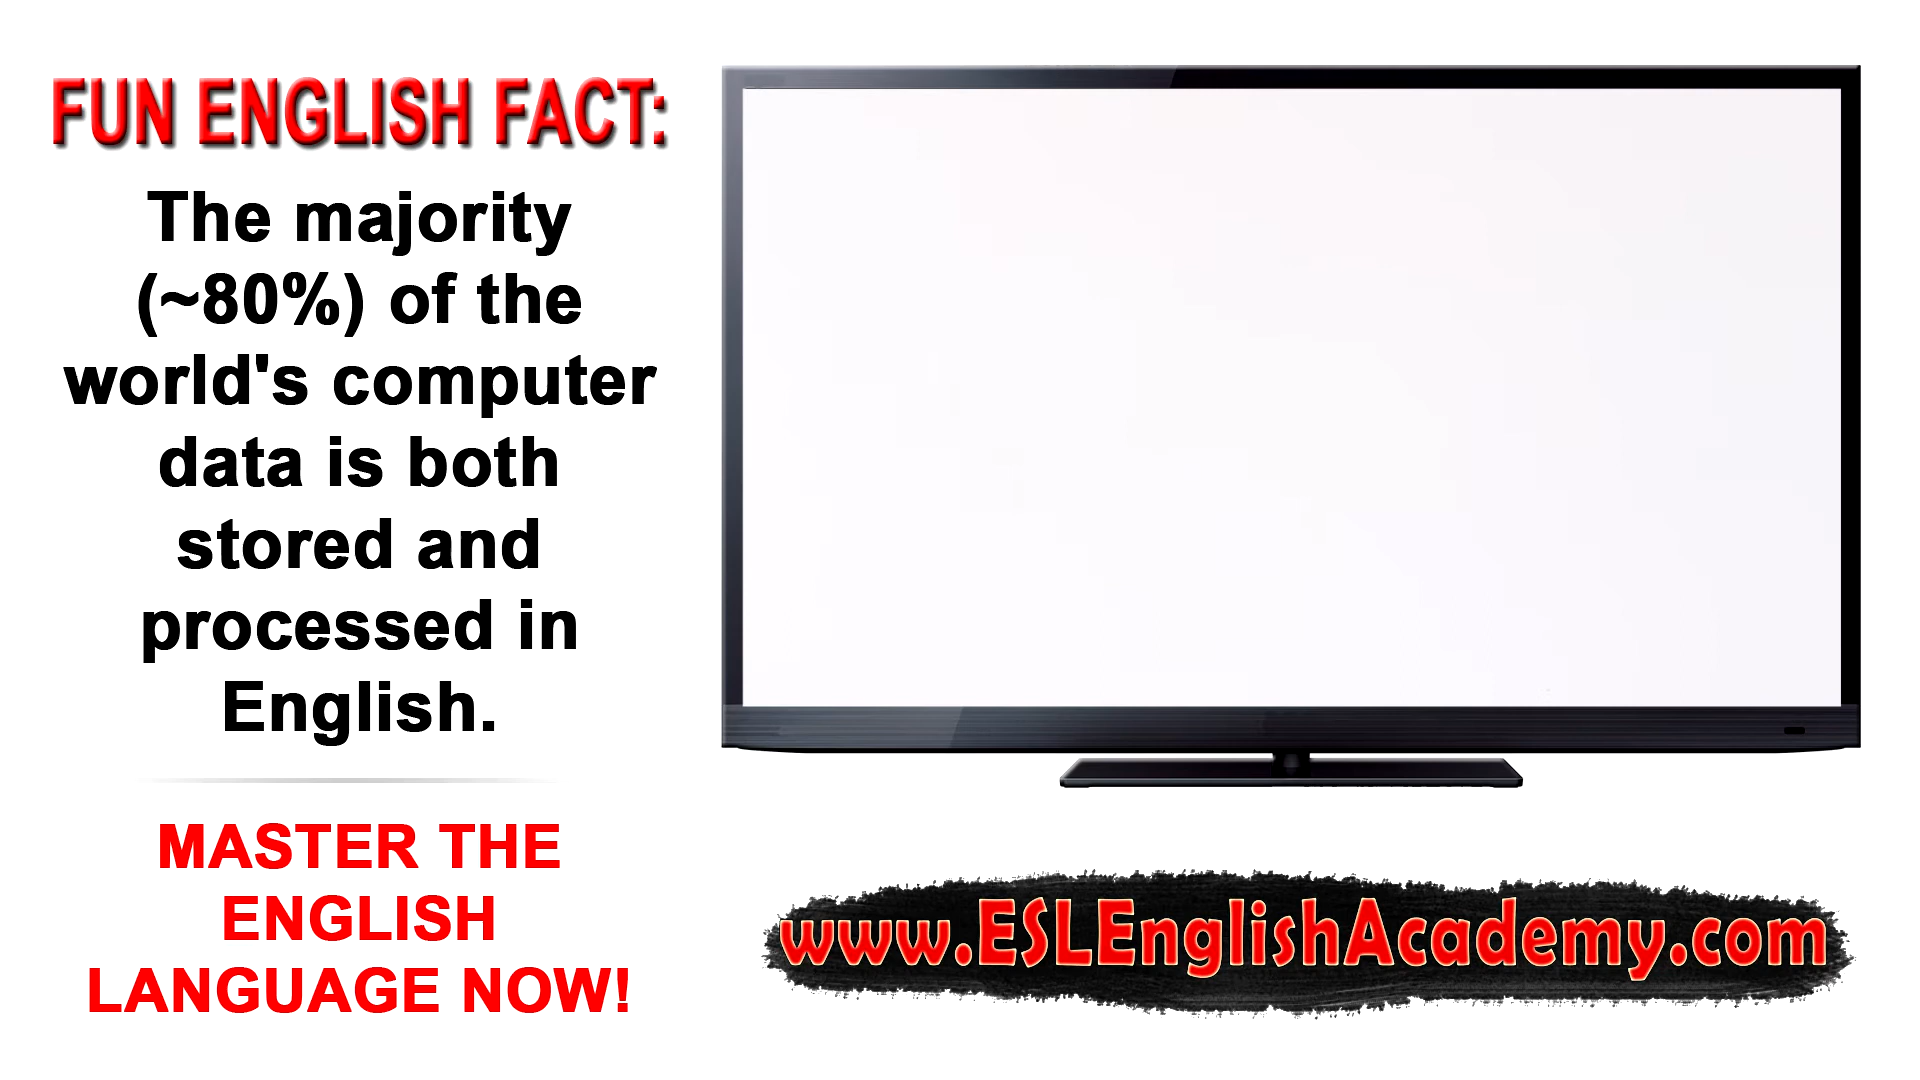 FUN ENGLISH FACT:
The majority
(~80%) of the
world's computer
data is both
stored and
processed in
English.
MASTER THE
ENGLISH
LANGUAGE NOW!
www.ESLEnglishAcademy.com